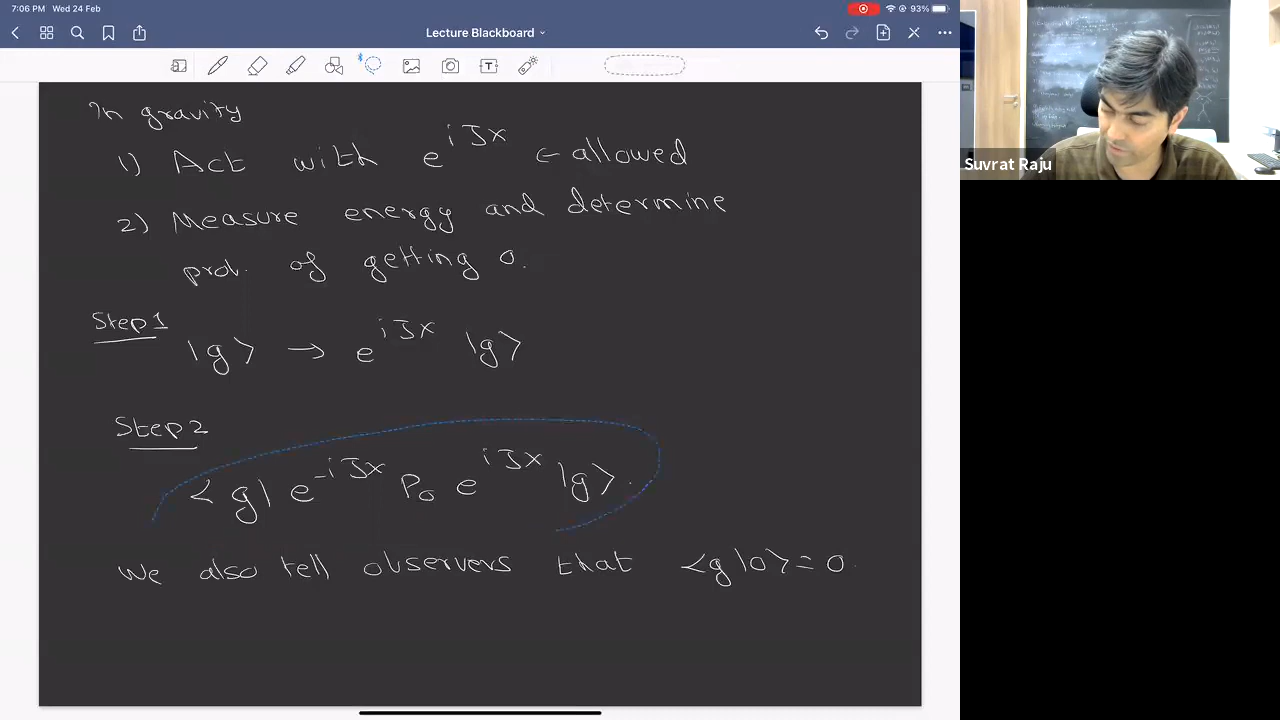 7:06 PM Wed 24 Feb
93%
Lecture Blackboard
In gravity
1) Act with e^{iJX} ← allowed
2) Measure energy and determine
prob. of getting 0.
Step 1
|g> → e^{iJX} |g>
Step 2
<g| e^{-iJX} P_0 e^{iJX} |g>.
We also tell observers that <g|0> = 0.
Suvrat Raju